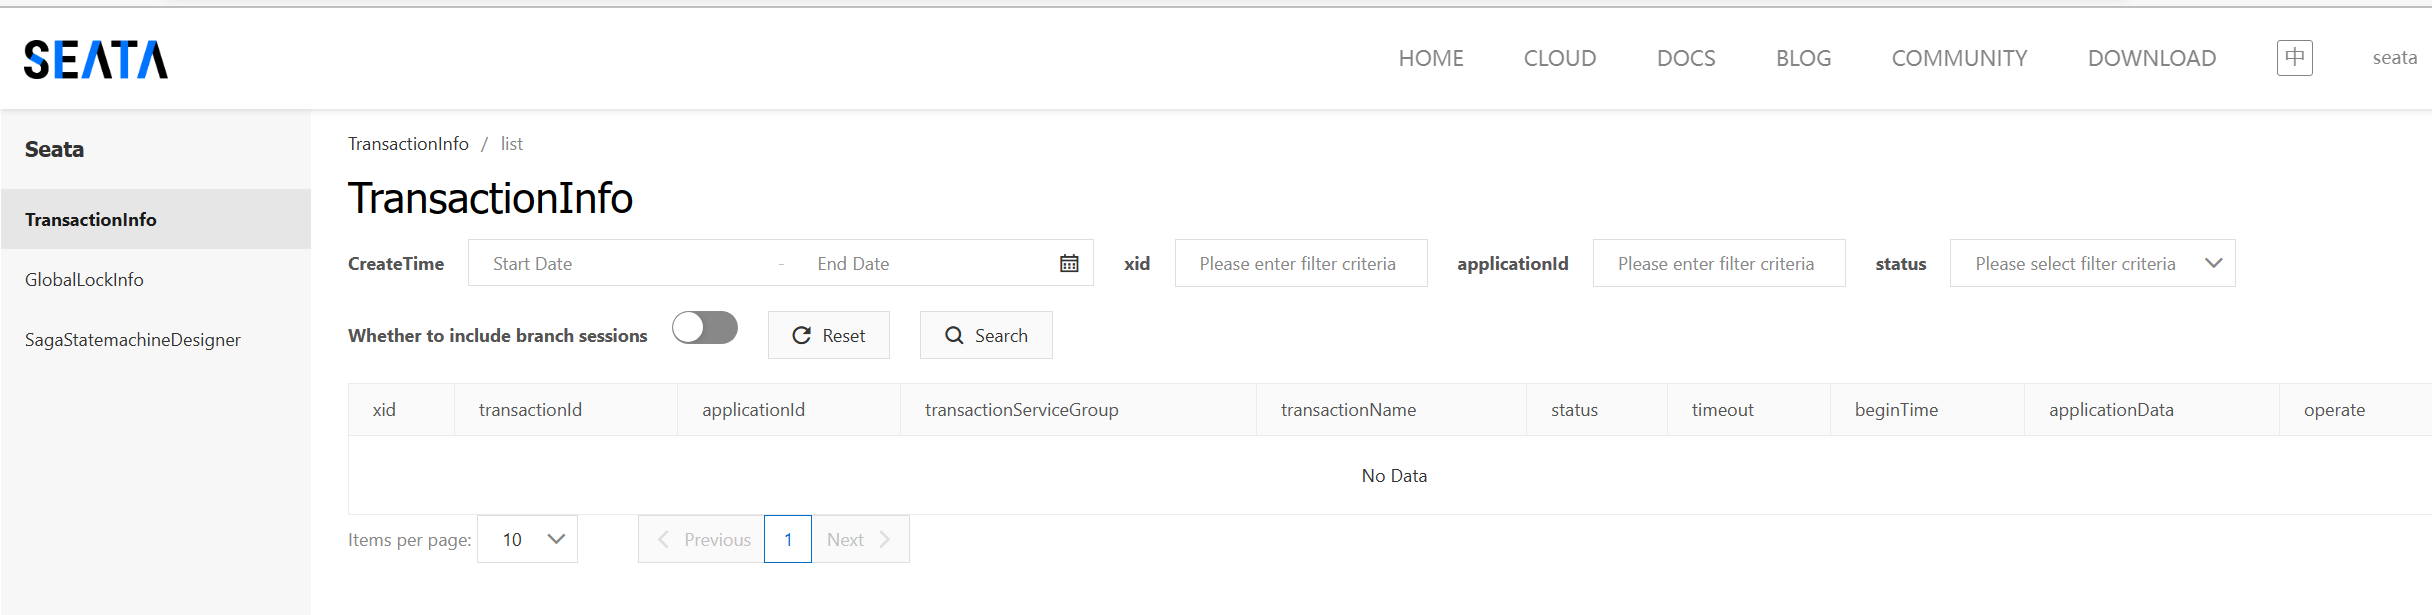 SEATA HOME CLOUD DOCS BLOG COMMUNITY DOWNLOAD 中 seata
Seata
TransactionInfo
GlobalLockInfo
SagaStatemachineDesigner
TransactionInfo / list
TransactionInfo
CreateTime Start Date - End Date xid Please enter filter criteria applicationId Please enter filter criteria status Please select filter criteria
Whether to include branch sessions Reset Search
xid transactionId applicationId transactionServiceGroup transactionName status timeout beginTime applicationData operate
No Data
Items per page: 10 Previous 1 Next